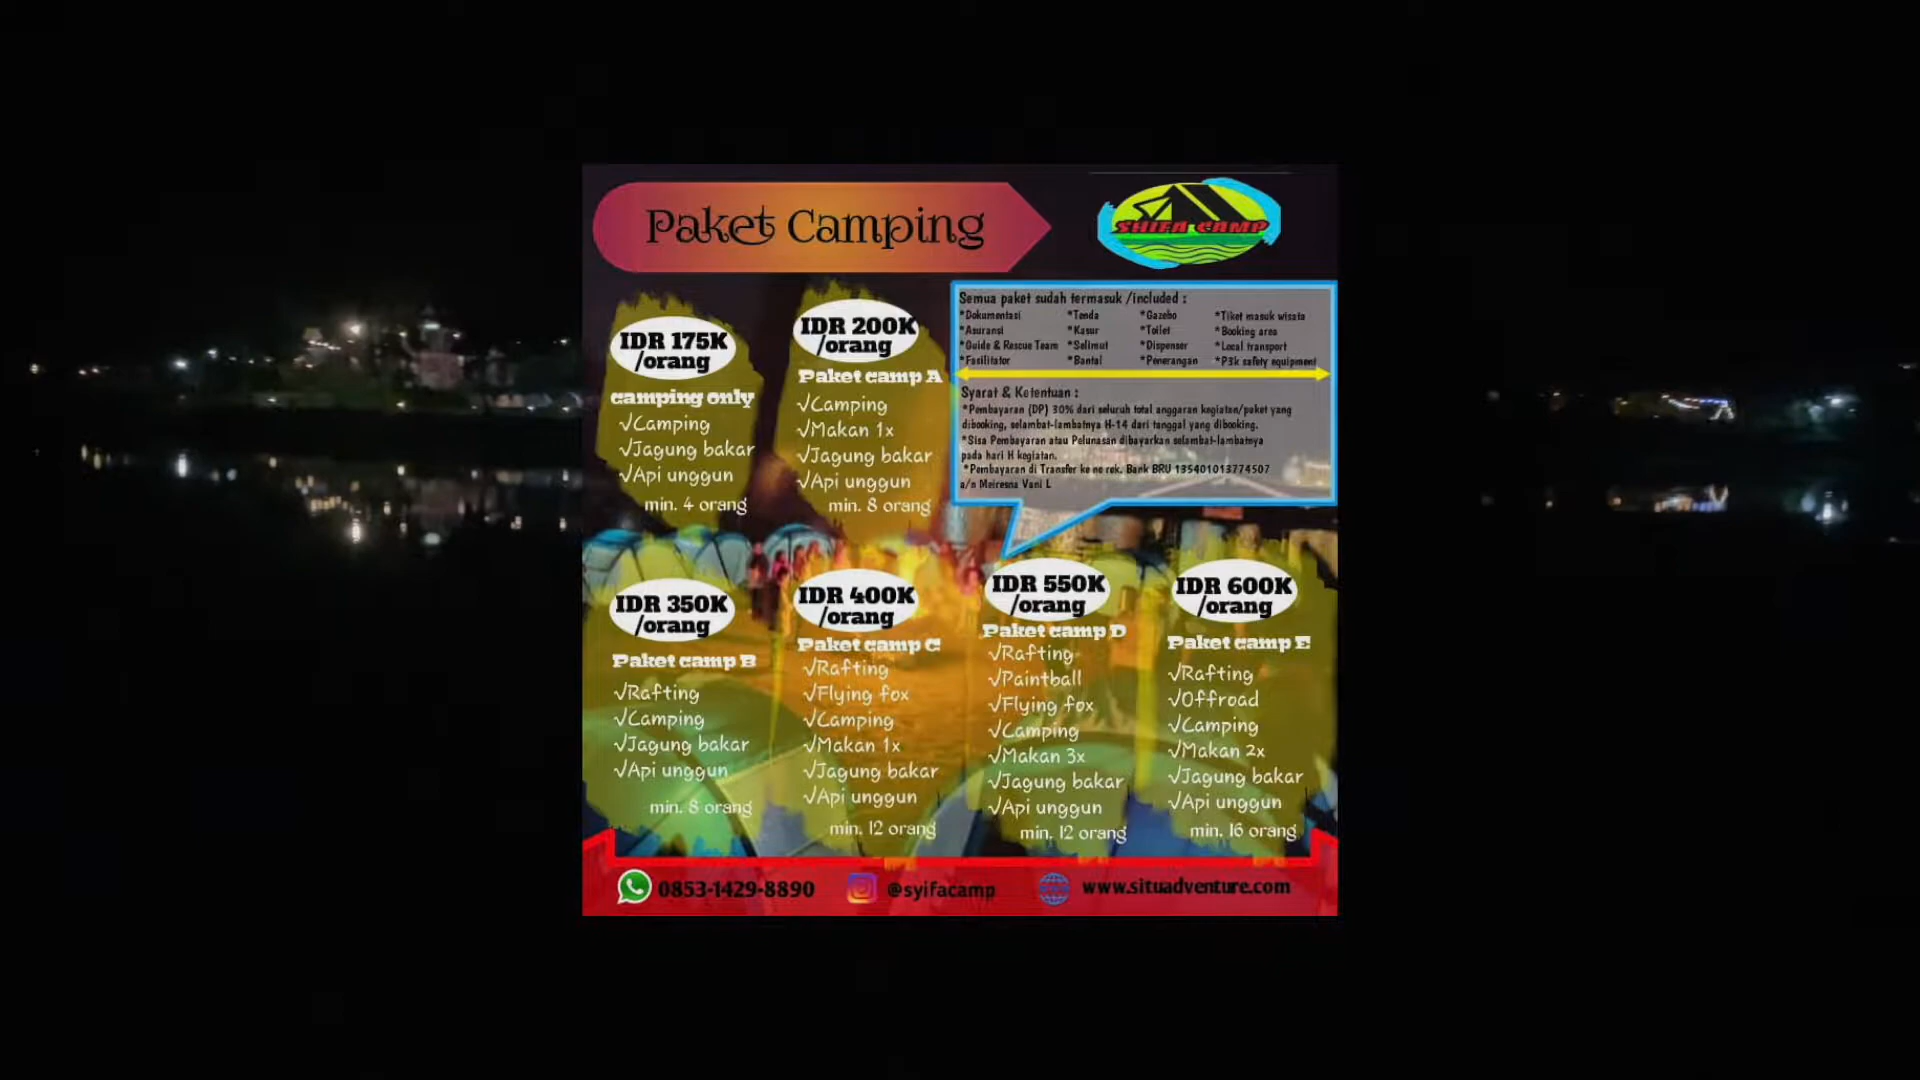 Paket Camping
SHIFA CAMP
IDR 175K
/orang
camping only
√Camping
√Jagung bakar
√Api unggun
min. 4 orang
IDR 200K
/orang
Paket camp A
√Camping
√Makan 1x
√Jagung bakar
√Api unggun
min. 8 orang
Semua paket sudah termasuk /included :
*Dokumentasi *Tenda *Gazebo *Tiket masuk wisata
*Asuransi *Kasur *Toilet *Booking area
*Guide & Rescue Team *Selimut *Dispenser *Local transport
*Fasilitator *Bantal *Penerangan *P3k safety equipment
Syarat & Ketentuan :
*Pembayaran (DP) 30% dari seluruh total anggaran kegiatan/paket yang
dibooking, selambat-lambatnya H-14 dari tanggal yang dibooking.
*Sisa Pembayaran atau Pelunasan dibayarkan selambat-lambatnya
pada hari H kegiatan.
*Pembayaran di Transfer ke no rek. Bank BRU 135401013774507
a/n Meiresna Vani L
IDR 350K
/orang
Paket camp B
√Rafting
√Camping
√Jagung bakar
√Api unggun
min. 8 orang
IDR 400K
/orang
Paket camp C
√Rafting
√Flying fox
√Camping
√Makan 1x
√Jagung bakar
√Api unggun
min. 12 orang
IDR 550K
/orang
Paket camp D
√Rafting
√Paintball
√Flying fox
√Camping
√Makan 3x
√Jagung bakar
√Api unggun
min. 12 orang
IDR 600K
/orang
Paket camp E
√Rafting
√Offroad
√Camping
√Makan 2x
√Jagung bakar
√Api unggun
min. 16 orang
0853-1429-8890 @syifacamp www.situadventure.com